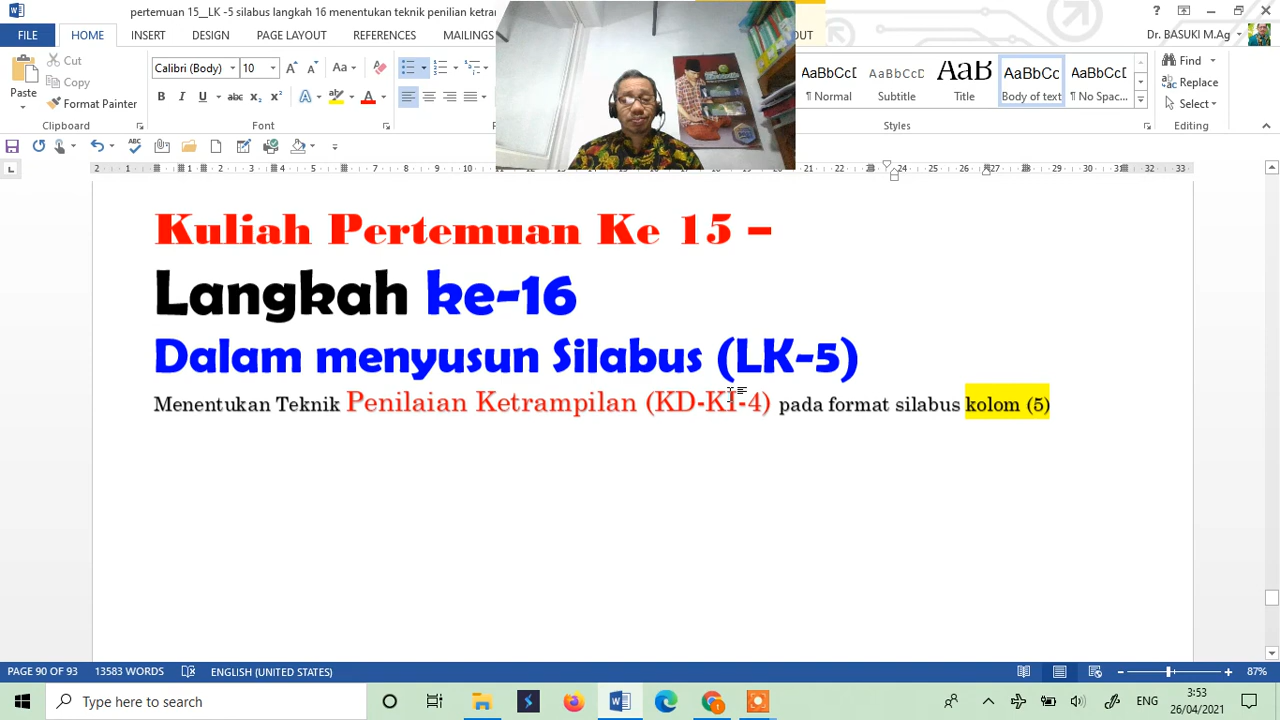 pertemuan 15__LK -5 silabus langkah 16 menentukan teknik penilian ketran
Dr. BASUKI M.Ag
FILE HOME INSERT DESIGN PAGE LAYOUT REFERENCES MAILINGS OUT
Cut
Copy
Format Painter
Paste
Clipboard
Calibri (Body) 10
Font
AaBbCcI AaBbCcD AaB AaBbCc AaBbCcD
¶ Normal Subtitle Title Body of text ¶ No Spac...
Styles
Find
Replace
Select
Editing
Kuliah Pertemuan Ke 15 –
Langkah ke-16
Dalam menyusun Silabus (LK-5)
Menentukan Teknik Penilaian Ketrampilan (KD-KI-4) pada format silabus kolom (5)
PAGE 90 OF 93 13583 WORDS ENGLISH (UNITED STATES) 87%
Type here to search
ENG
3:53
26/04/2021